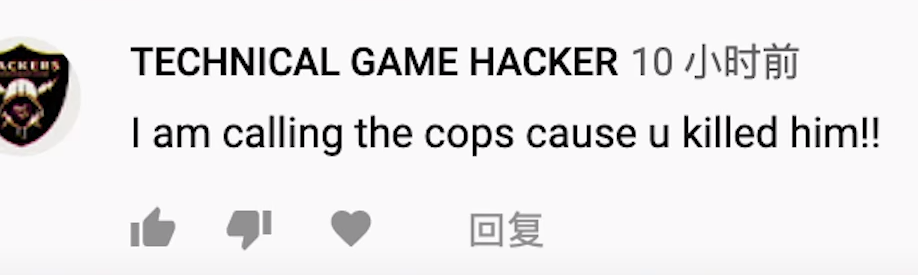 ACKERS
TECHNICAL GAME HACKER 10 小时前
I am calling the cops cause u killed him!!
回复